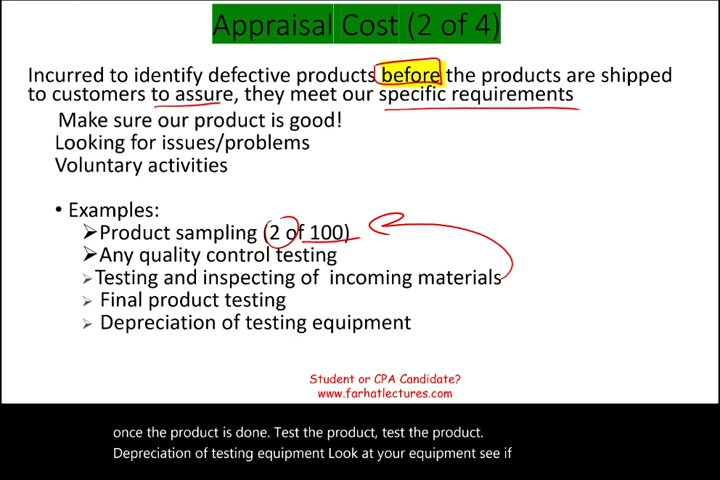 Appraisal Cost (2 of 4)
Incurred to identify defective products before the products are shipped
to customers to assure, they meet our specific requirements
Make sure our product is good!
Looking for issues/problems
Voluntary activities
• Examples:
➢Product sampling (2 of 100)
➢Any quality control testing
➢Testing and inspecting of incoming materials
➢ Final product testing
➢ Depreciation of testing equipment
Student or CPA Candidate?
www.farhatlectures.com
once the product is done. Test the product, test the product.
Depreciation of testing equipment Look at your equipment see if